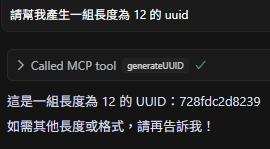 請幫我產生一組長度為 12 的 uuid
Called MCP tool generateUUID
這是一組長度為 12 的 UUID：728fdc2d8239
如需其他長度或格式，請再告訴我！